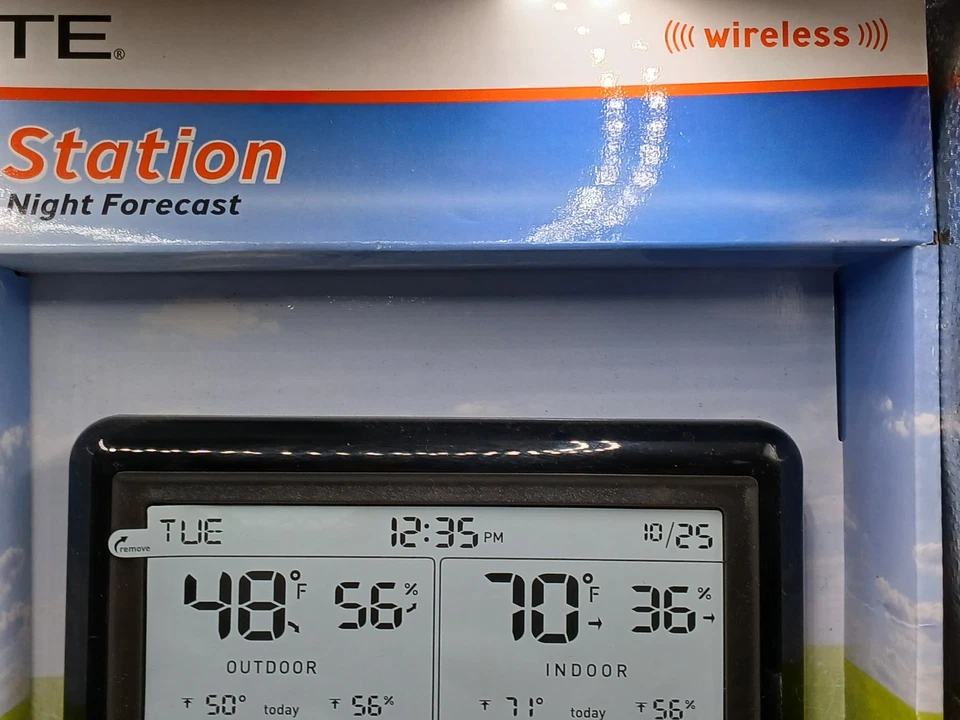 TE®
((( wireless )))
Station
Night Forecast
remove
TUE 12:35 PM 10/25
48°F 56% 70°F 36%
OUTDOOR INDOOR
50° today 56% 71° today 56%